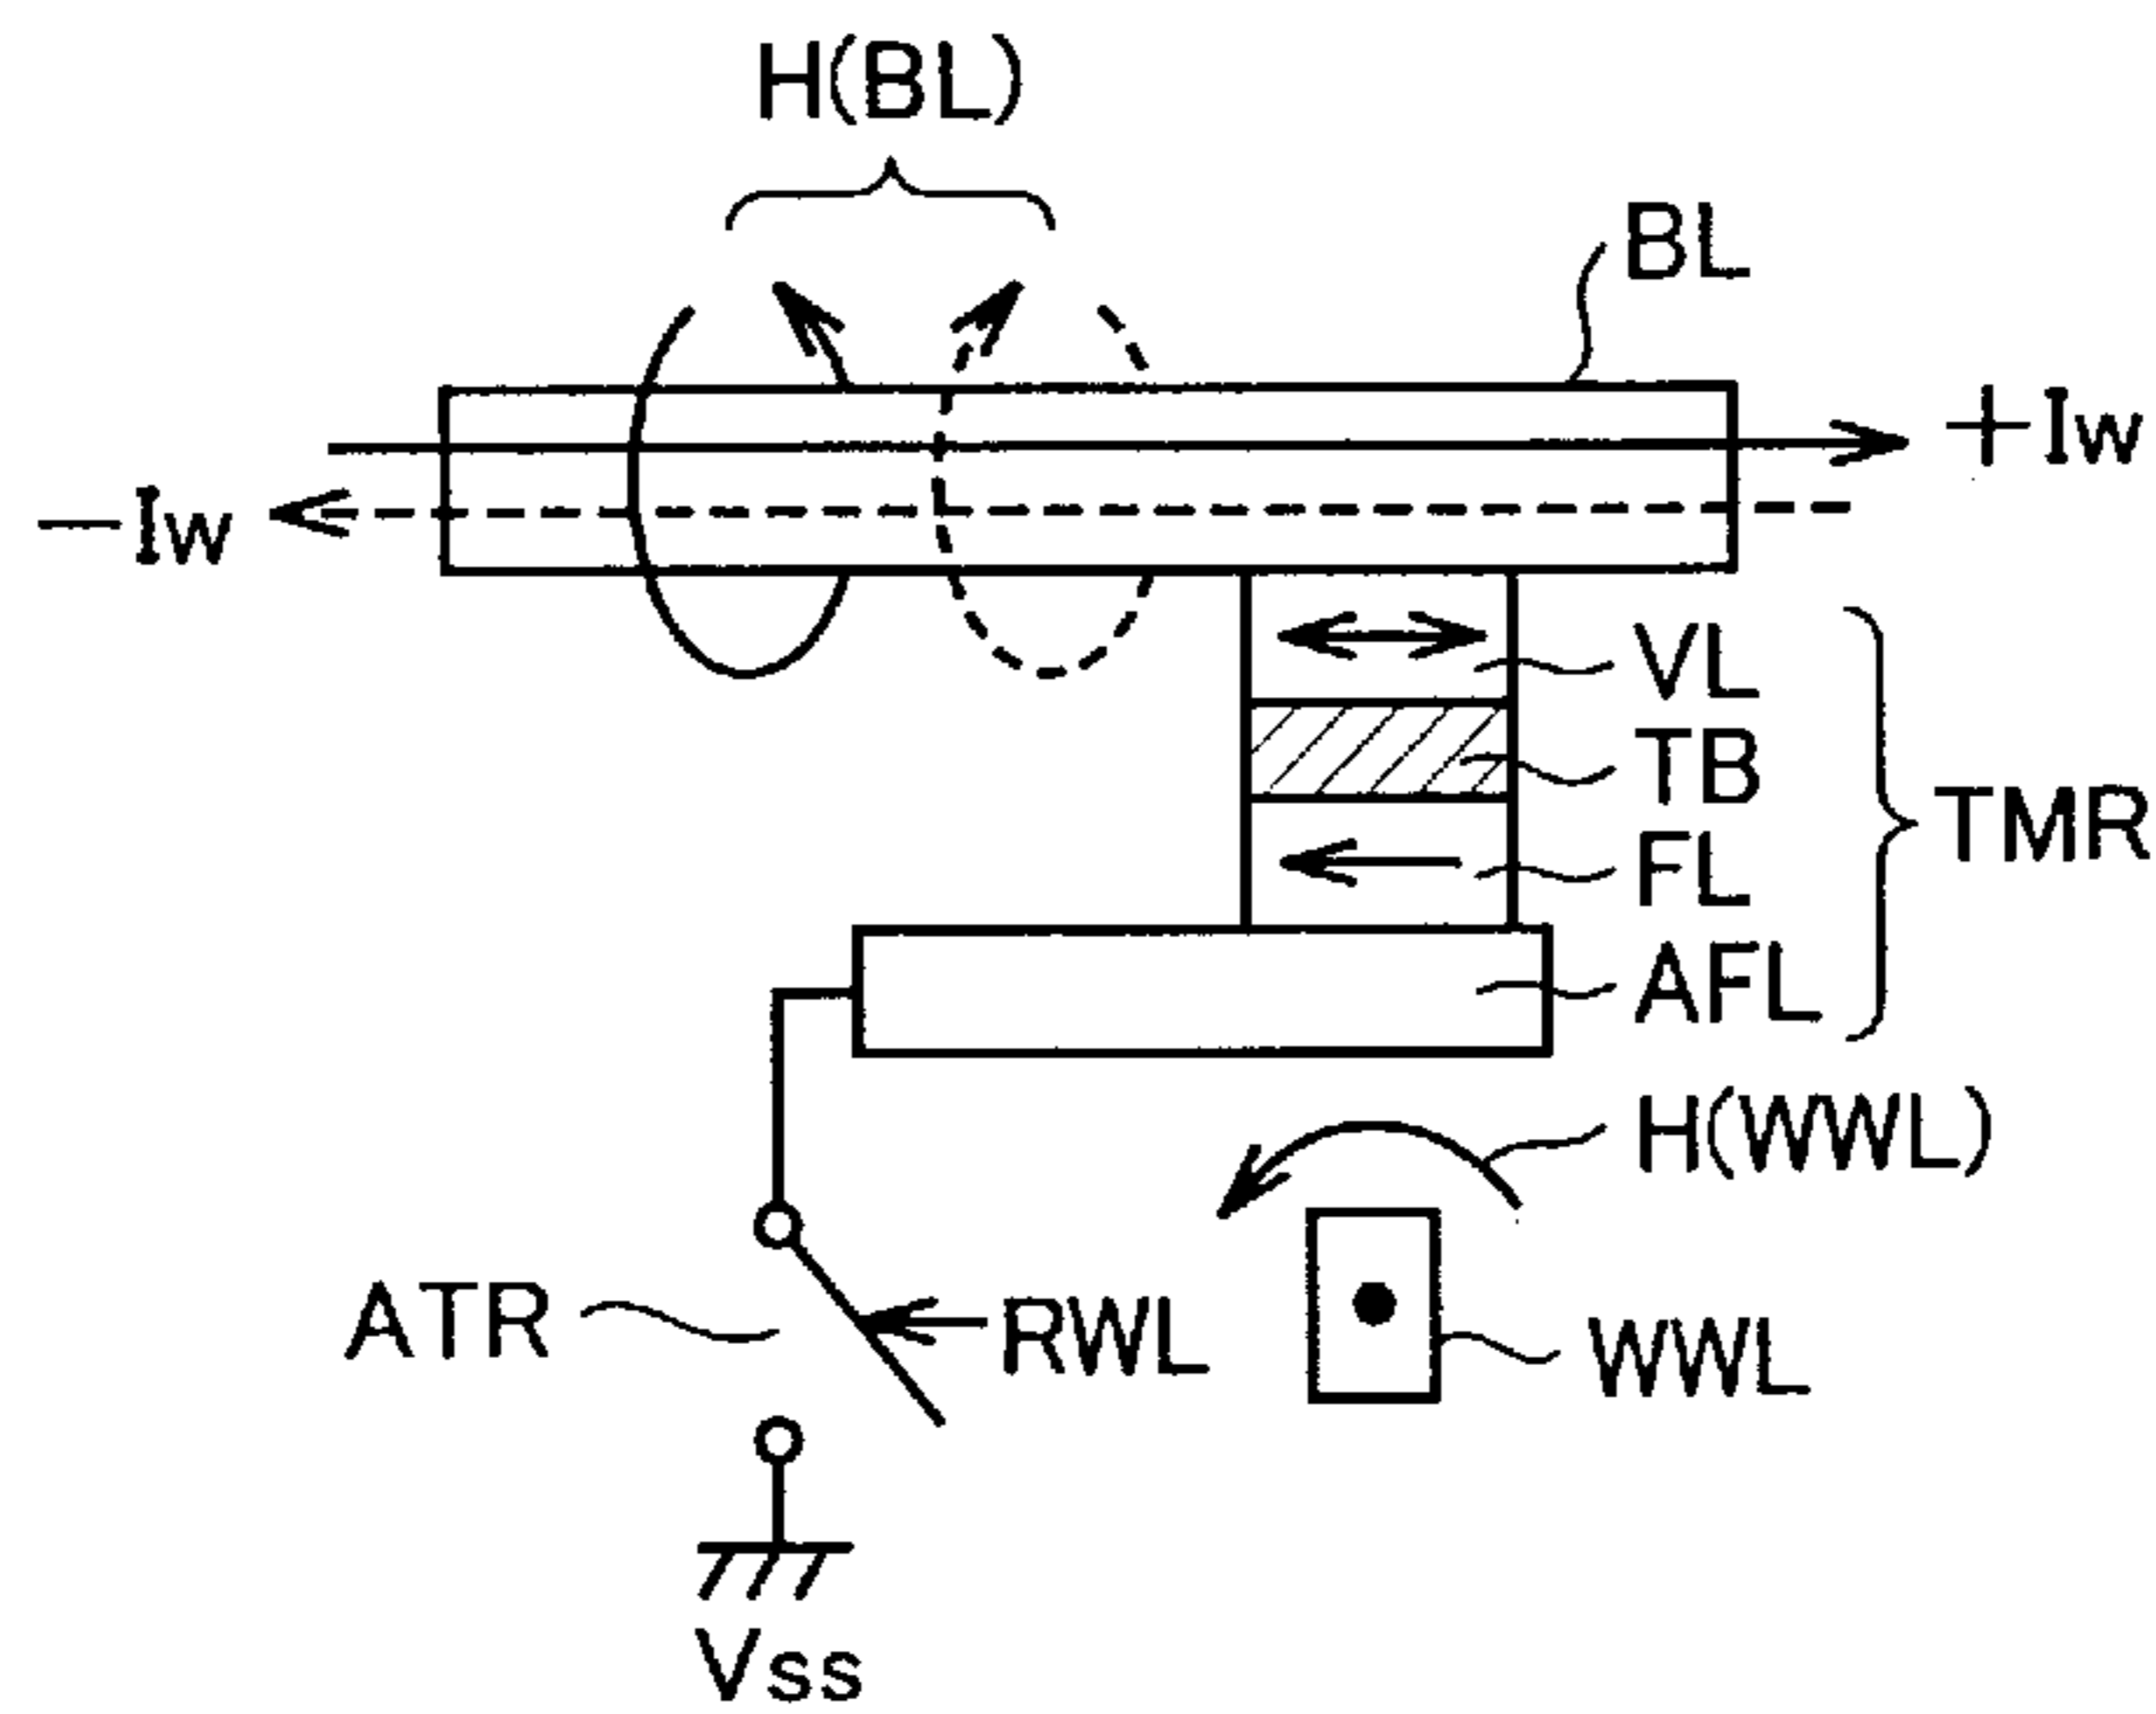 H(BL)
BL
+Iw
−Iw
VL
TB
TMR
FL
AFL
H(WWL)
ATR
RWL
WWL
Vss